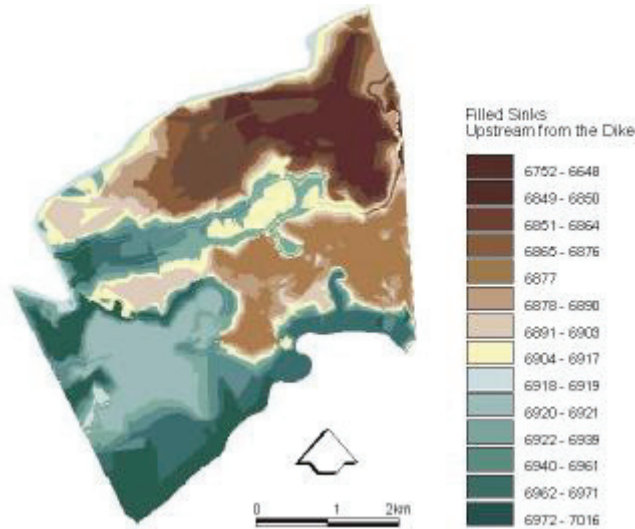 Filled Sinks
Upstream from the Dike
6752 - 6648
6849 - 6850
6851 - 6864
6865 - 6876
6877
6878 - 6890
6891 - 6903
6904 - 6917
6918 - 6919
6920 - 6921
6922 - 6939
6940 - 6961
6962 - 6971
6972 - 7016
0 1 2km